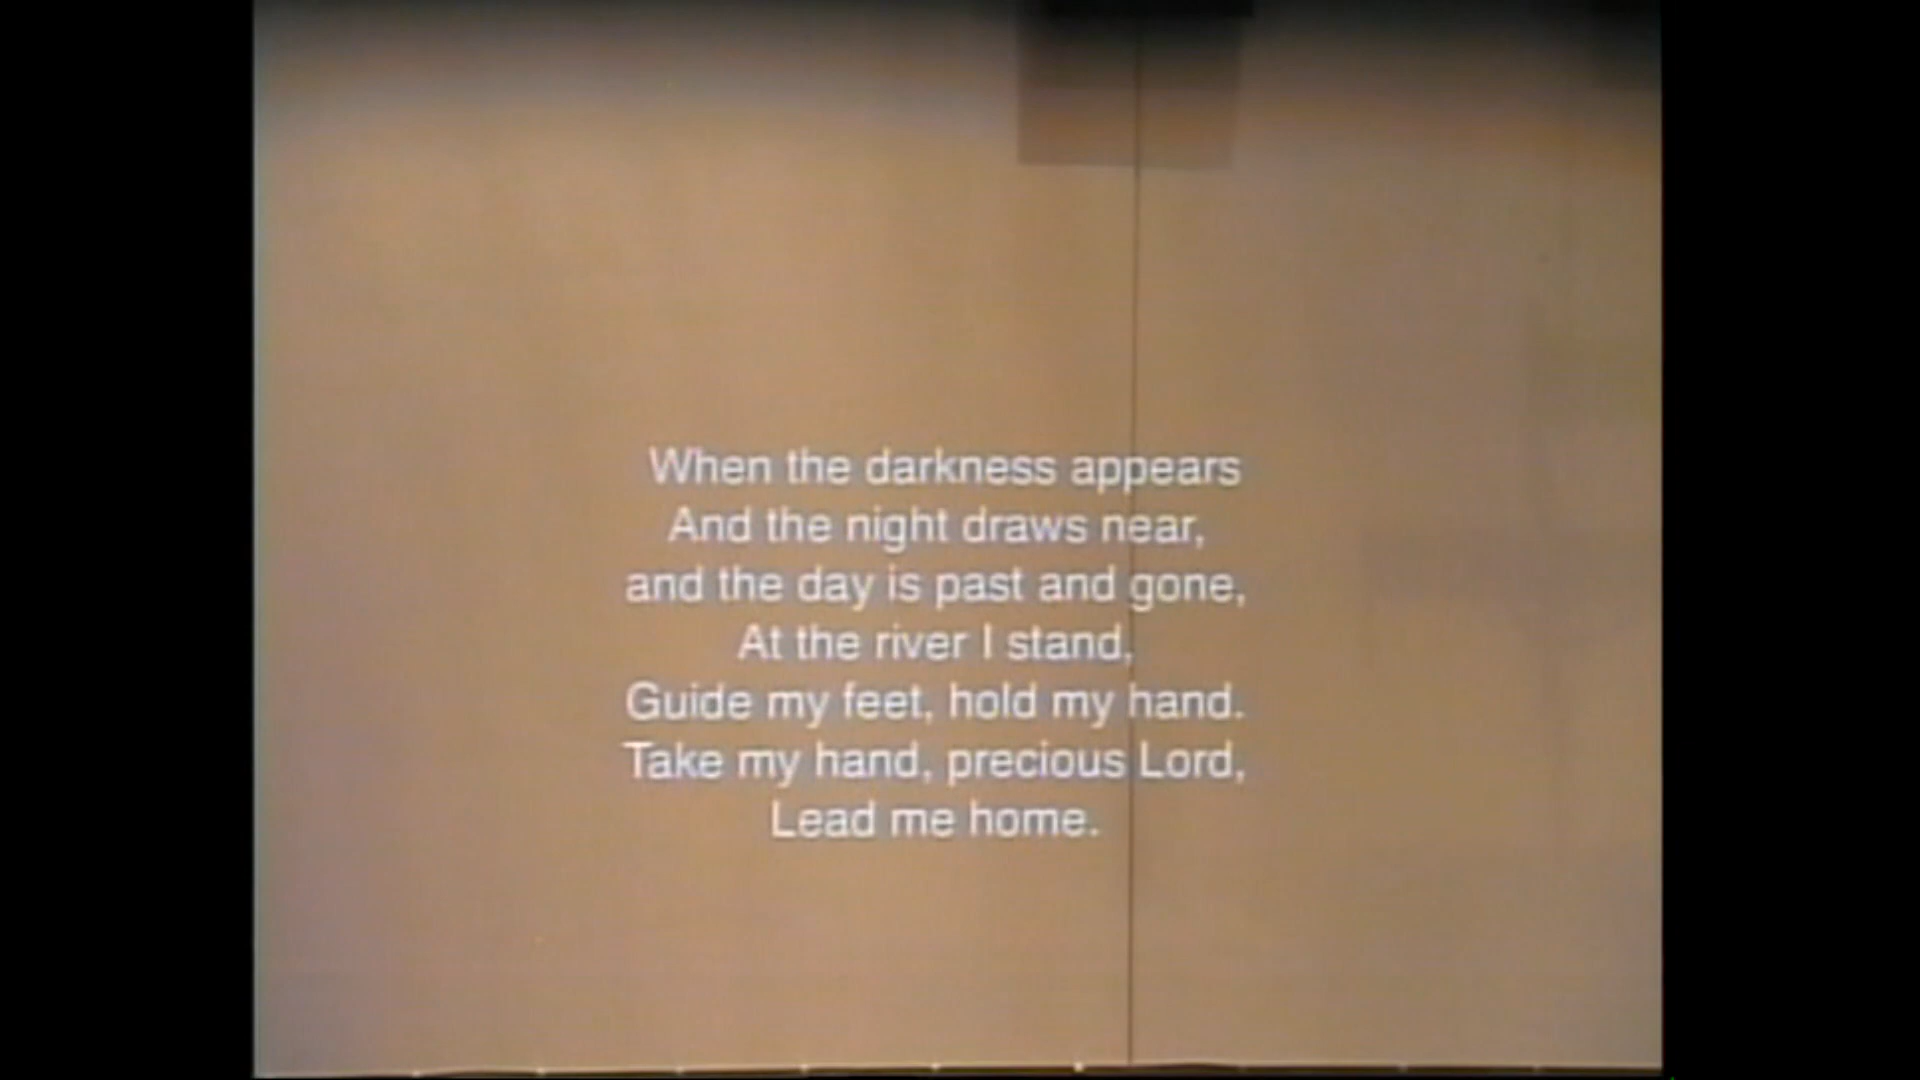 When the darkness appears
And the night draws near,
and the day is past and gone,
At the river I stand,
Guide my feet, hold my hand.
Take my hand, precious Lord,
Lead me home.